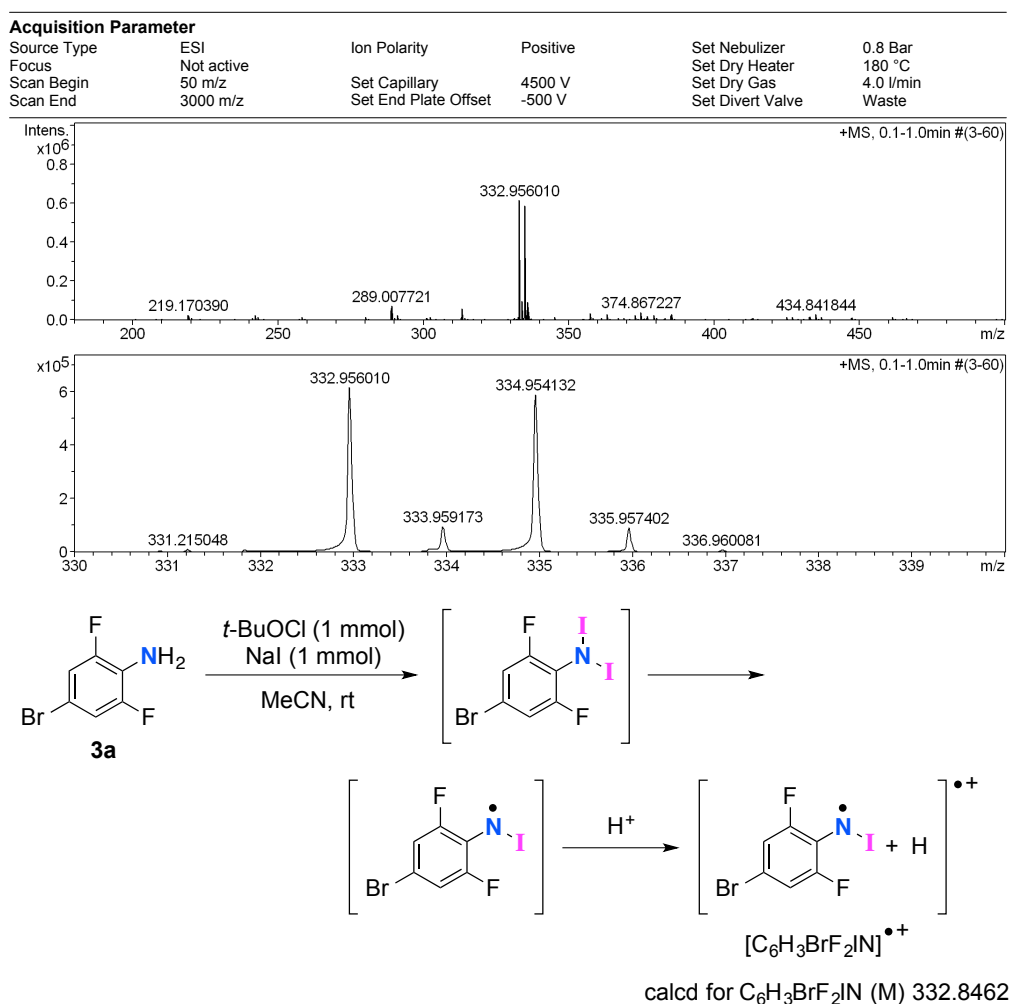 Acquisition Parameter
Source Type ESI Ion Polarity Positive Set Nebulizer 0.8 Bar
Focus Not active Set Dry Heater 180 °C
Scan Begin 50 m/z Set Capillary 4500 V Set Dry Gas 4.0 l/min
Scan End 3000 m/z Set End Plate Offset -500 V Set Divert Valve Waste
Intens. +MS, 0.1-1.0min #(3-60)
x10⁶
0.8
0.6
0.4
0.2
0.0
332.956010
219.170390 289.007721 374.867227 434.841844
200 250 300 350 400 450 m/z
x10⁵ +MS, 0.1-1.0min #(3-60)
6
4
2
0
332.956010 334.954132
333.959173 335.957402
331.215048 336.960081
330 331 332 333 334 335 336 337 338 339 m/z
F
NH₂
Br
F
3a
t-BuOCl (1 mmol)
NaI (1 mmol)
MeCN, rt
F
I
N
I
Br
F
F
•
N
I
Br
F
H⁺
F
•
N
I + H
Br
F
•+
[C₆H₃BrF₂IN]•⁺
calcd for C₆H₃BrF₂IN (M) 332.8462